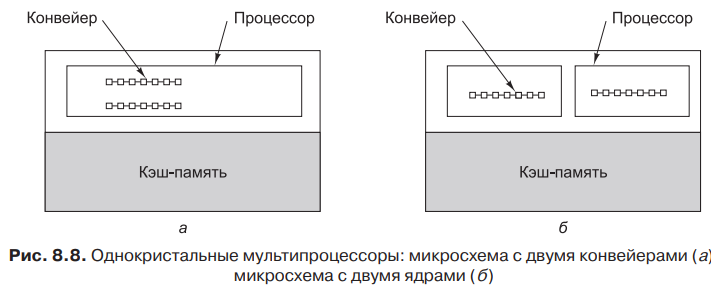 Конвейер Процессор Конвейер Процессор
Кэш-память Кэш-память
а б
Рис. 8.8. Однокристальные мультипроцессоры: микросхема с двумя конвейерами (а)
микросхема с двумя ядрами (б)